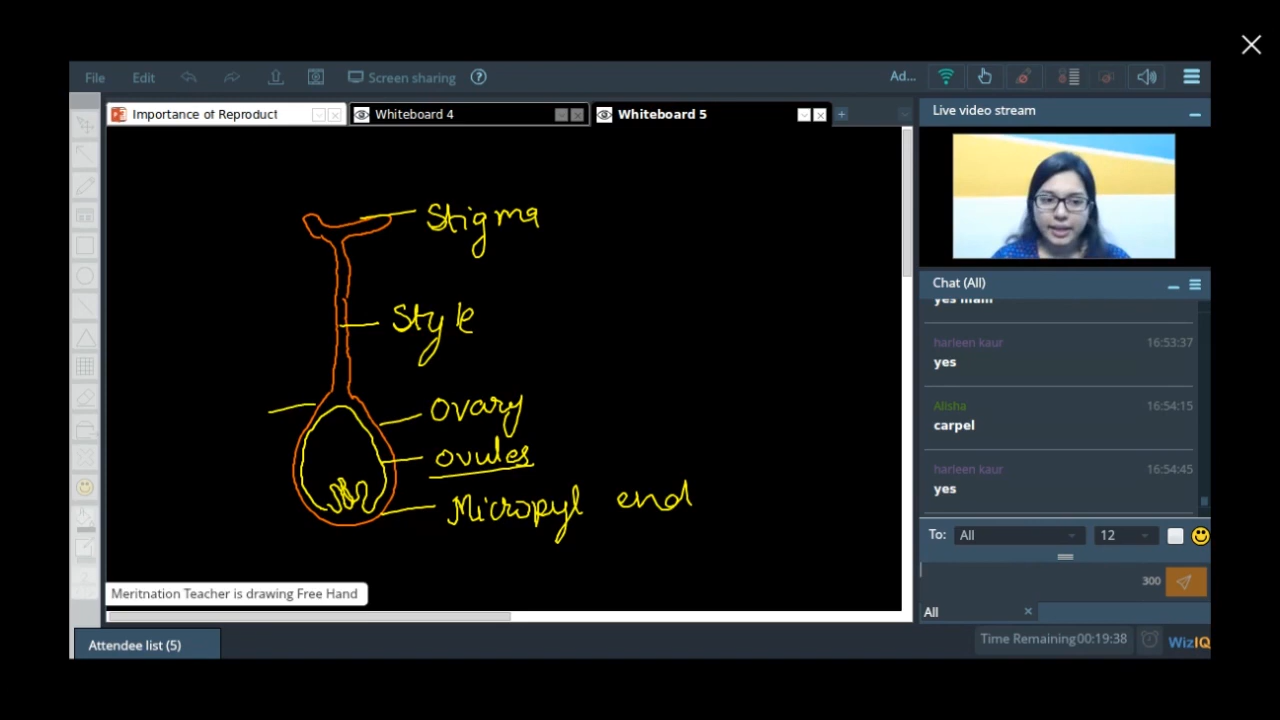 File Edit Screen sharing ? Ad...
Importance of Reproduct
Whiteboard 4
Whiteboard 5
Live video stream
Stigma
Style
Ovary
Ovules
Micropyl end
Meritnation Teacher is drawing Free Hand
Attendee list (5)
Chat (All)
harleen kaur 16:53:37
yes
Alisha 16:54:15
carpel
harleen kaur 16:54:45
yes
To: All 12
300
All
Time Remaining 00:19:38
WizIQ